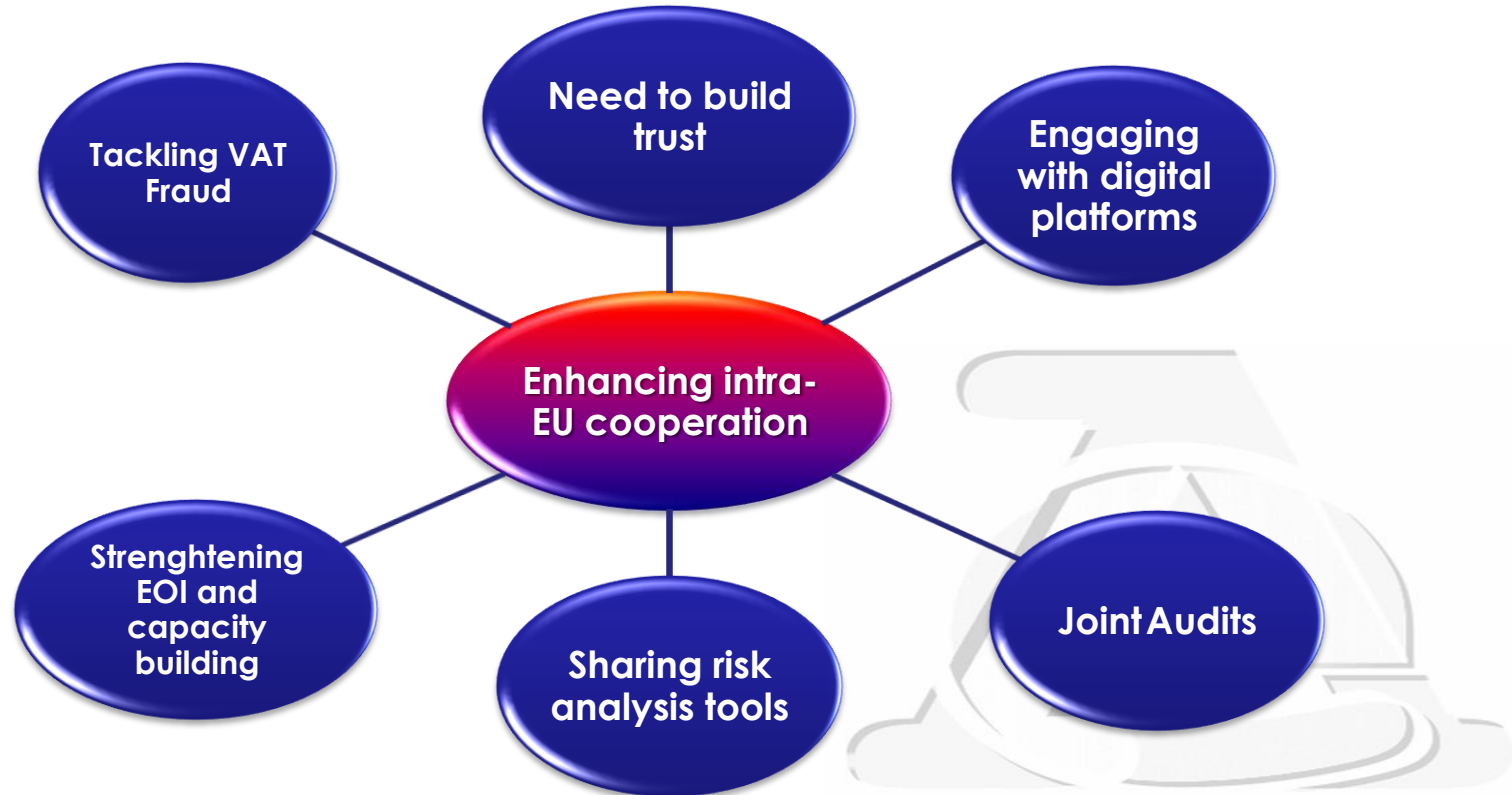 Need to build
trust
Tackling VAT
Fraud
Engaging
with digital
platforms
Enhancing intra-
EU cooperation
Strenghtening
EOI and
capacity
building
Sharing risk
analysis tools
Joint Audits